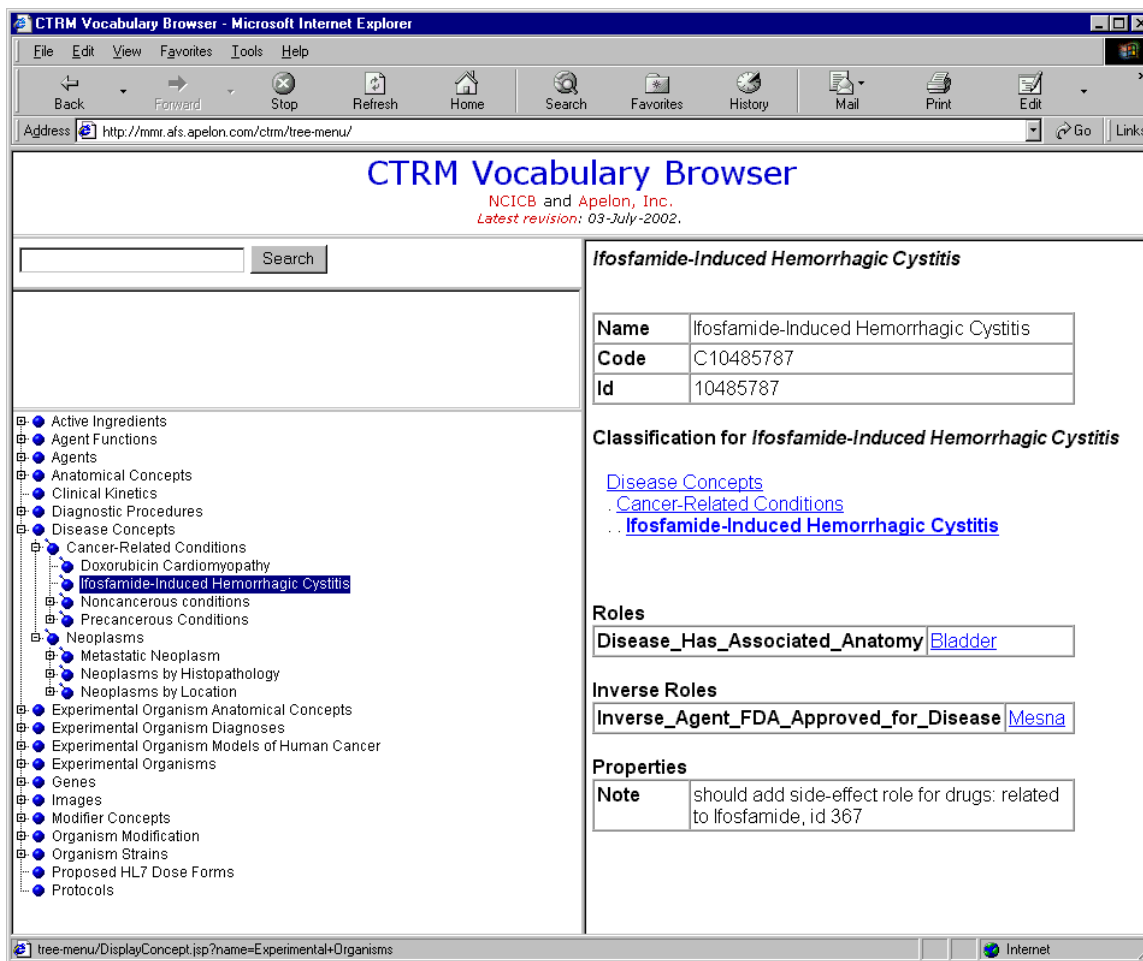 CTRM Vocabulary Browser - Microsoft Internet Explorer
File Edit View Favorites Tools Help
Back Forward Stop Refresh Home Search Favorites History Mail Print Edit
Address http://mmr.afs.apelon.com/ctrm/tree-menu/ Go Links
CTRM Vocabulary Browser
NCICB and Apelon, Inc.
Latest revision: 03-July-2002.
Search
Active Ingredients
Agent Functions
Agents
Anatomical Concepts
Clinical Kinetics
Diagnostic Procedures
Disease Concepts
Cancer-Related Conditions
Doxorubicin Cardiomyopathy
Ifosfamide-Induced Hemorrhagic Cystitis
Noncancerous conditions
Precancerous Conditions
Neoplasms
Metastatic Neoplasm
Neoplasms by Histopathology
Neoplasms by Location
Experimental Organism Anatomical Concepts
Experimental Organism Diagnoses
Experimental Organism Models of Human Cancer
Experimental Organisms
Genes
Images
Modifier Concepts
Organism Modification
Organism Strains
Proposed HL7 Dose Forms
Protocols
Ifosfamide-Induced Hemorrhagic Cystitis
Name Ifosfamide-Induced Hemorrhagic Cystitis
Code C10485787
Id 10485787
Classification for Ifosfamide-Induced Hemorrhagic Cystitis
Disease Concepts
. Cancer-Related Conditions
. . Ifosfamide-Induced Hemorrhagic Cystitis
Roles
Disease_Has_Associated_Anatomy Bladder
Inverse Roles
Inverse_Agent_FDA_Approved_for_Disease Mesna
Properties
Note should add side-effect role for drugs: related
to Ifosfamide, id 367
tree-menu/DisplayConcept.jsp?name=Experimental+Organisms Internet